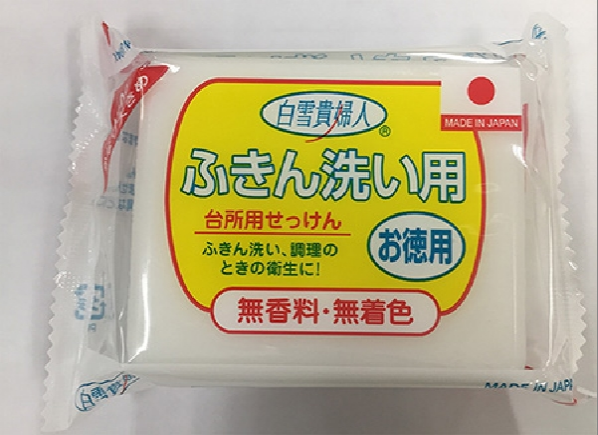 白雪貴婦人®
MADE IN JAPAN
ふきん洗い用
台所用せっけん
お徳用
ふきん洗い、調理の
ときの衛生に!
無香料・無着色
MADE IN JAPA